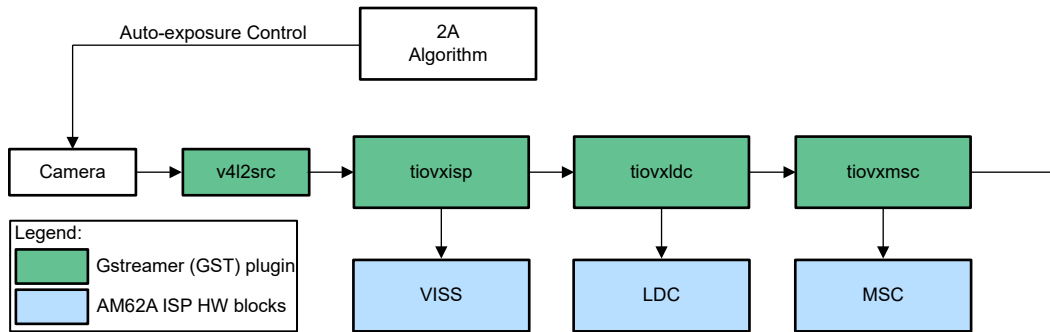 Auto-exposure Control
2A
Algorithm
Camera
v4l2src
tiovxisp
tiovxldc
tiovxmsc
Legend:
Gstreamer (GST) plugin
AM62A ISP HW blocks
VISS
LDC
MSC